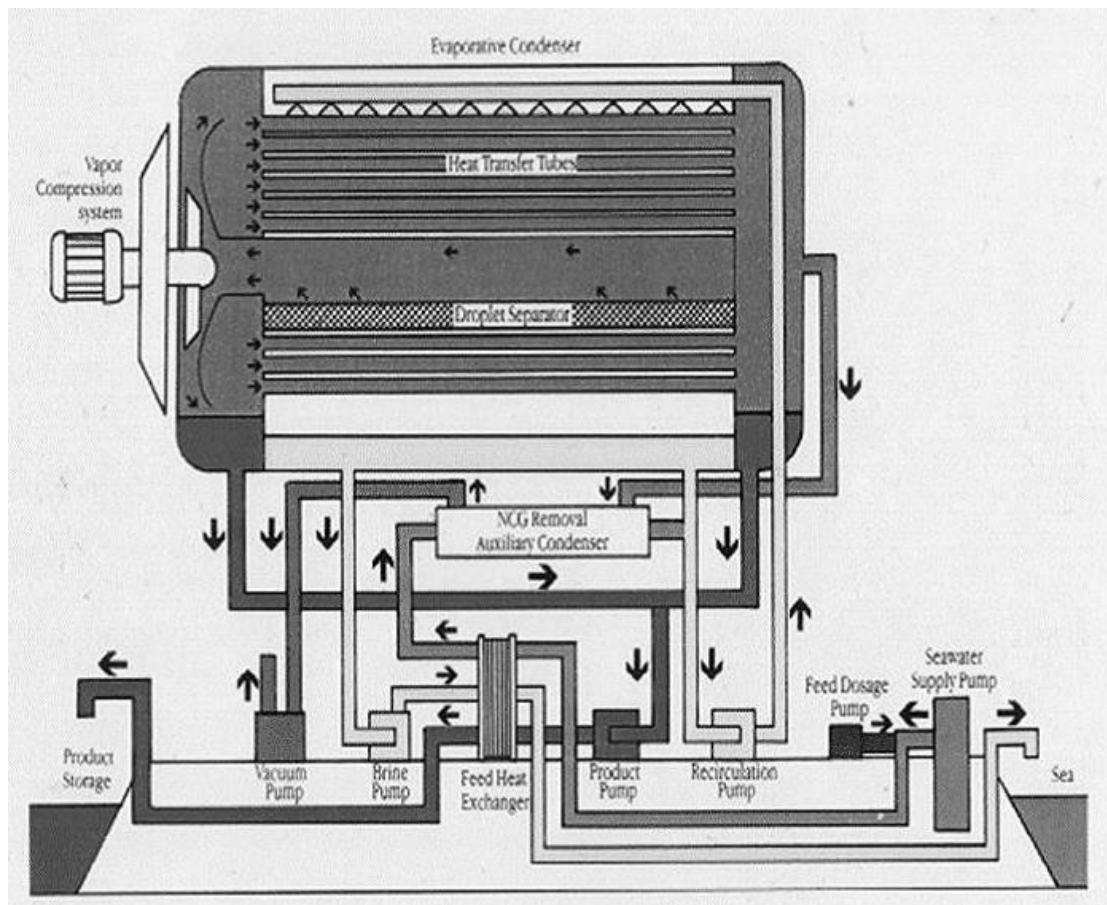 Evaporative Condenser
Vapor
Compression
system
Heat Transfer Tubes
Droplet Separator
NCG Removal
Auxiliary Condenser
Seawater
Supply Pump
Feed Dosage
Pump
Product
Storage
Vacuum
Pump
Brine
Pump
Feed Heat
Exchanger
Product
Pump
Recirculation
Pump
Sea